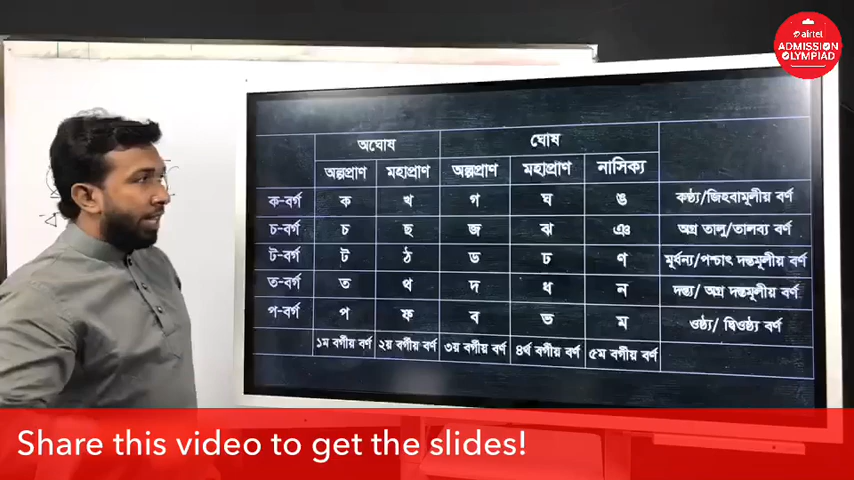 airtel
ADMISSION
OLYMPIAD
অঘোষ ঘোষ
অল্পপ্রাণ মহাপ্রাণ অল্পপ্রাণ মহাপ্রাণ নাসিক্য
ক-বর্গ ক খ গ ঘ ঙ কণ্ঠ্য/জিহবামূলীয় বর্ণ
চ-বর্গ চ ছ জ ঝ ঞ অগ্র তালু/তালব্য বর্ণ
ট-বর্গ ট ঠ ড ঢ ণ মূর্ধন্য/পশ্চাৎ দন্তমূলীয় বর্ণ
ত-বর্গ ত থ দ ধ ন দন্ত্য/ অগ্র দন্তমূলীয় বর্ণ
প-বর্গ প ফ ব ভ ম ওষ্ঠ্য/ দ্বিওষ্ঠ্য বর্ণ
১ম বর্গীয় বর্ণ ২য় বর্গীয় বর্ণ ৩য় বর্গীয় বর্ণ ৪র্থ বর্গীয় বর্ণ ৫ম বর্গীয় বর্ণ
Share this video to get the slides!